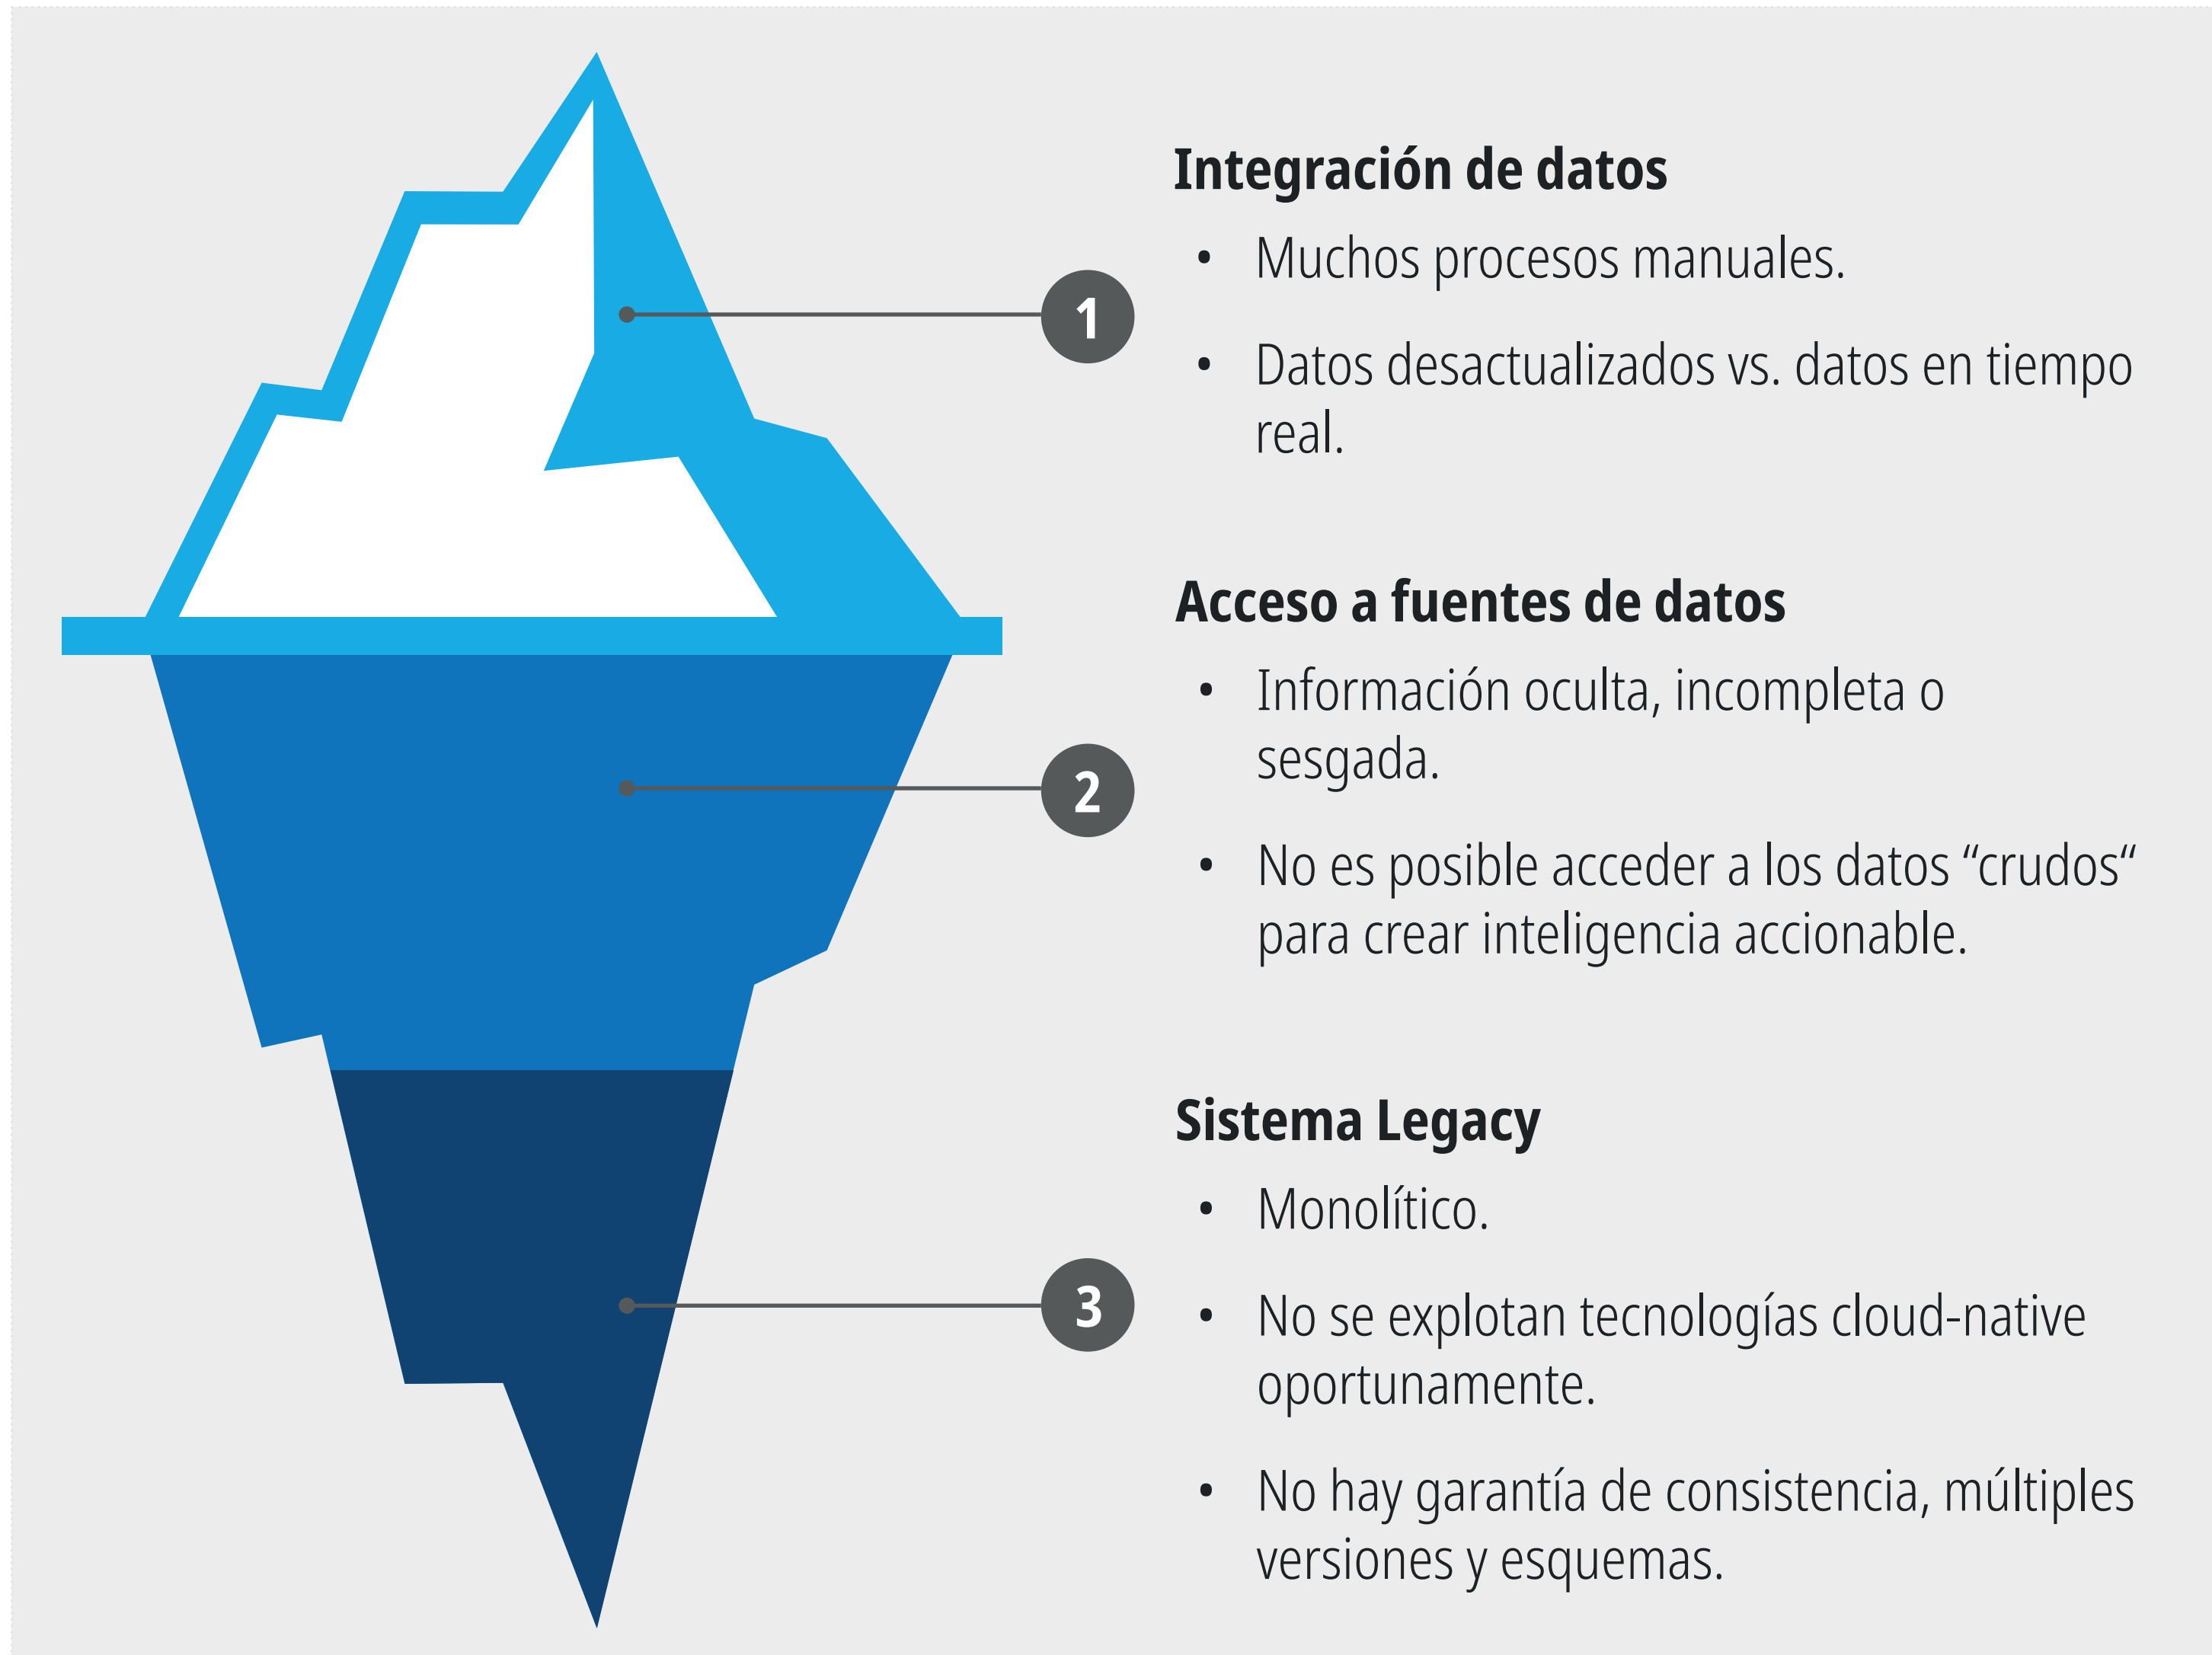 Integración de datos
• Muchos procesos manuales.
1
• Datos desactualizados vs. datos en tiempo
real.
Acceso a fuentes de datos
• Información oculta, incompleta o
sesgada.
2
• No es posible acceder a los datos “crudos“
para crear inteligencia accionable.
Sistema Legacy
• Monolítico.
3
• No se explotan tecnologías cloud-native
oportunamente.
• No hay garantía de consistencia, múltiples
versiones y esquemas.